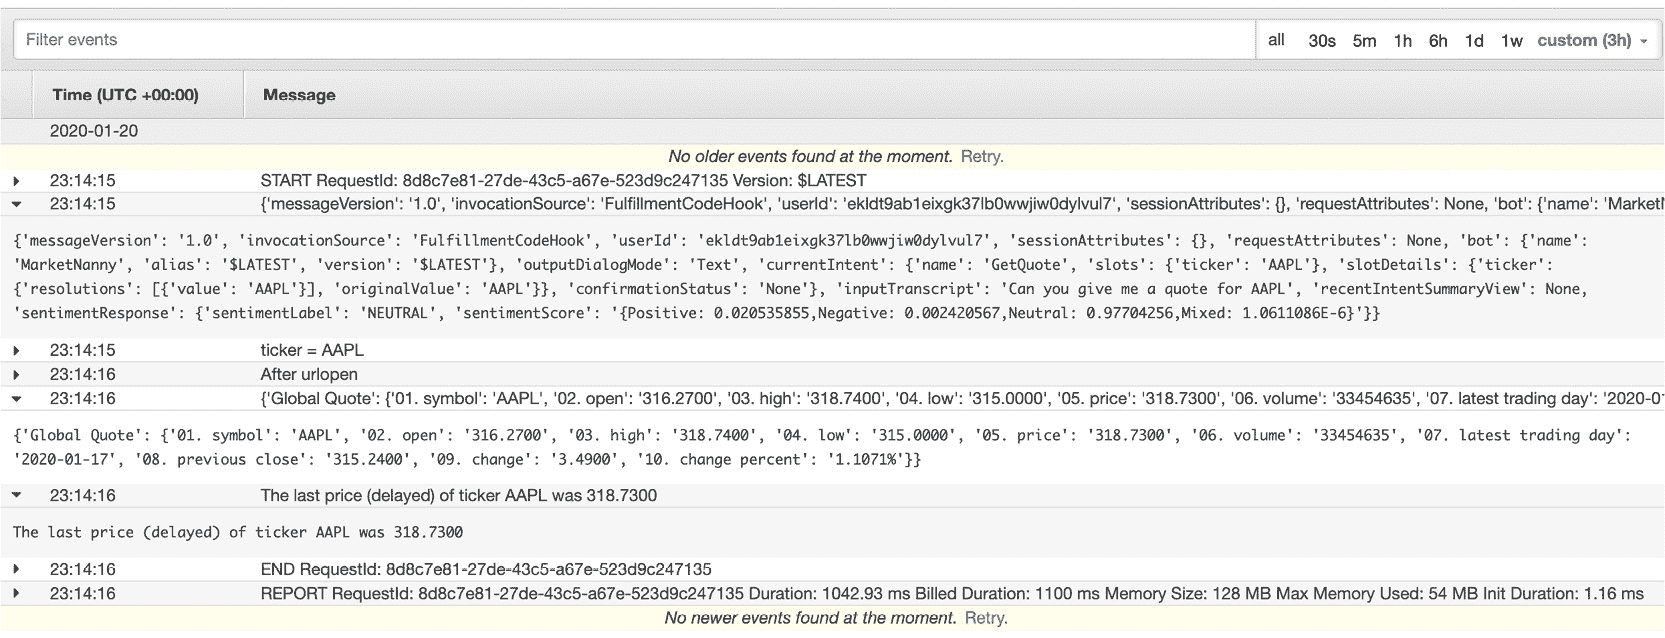 Filter events
all 30s 5m 1h 6h 1d 1w custom (3h)
Time (UTC +00:00) Message
2020-01-20
No older events found at the moment. Retry.
23:14:15 START RequestId: 8d8c7e81-27de-43c5-a67e-523d9c247135 Version: $LATEST
23:14:15 {'messageVersion': '1.0', 'invocationSource': 'FulfillmentCodeHook', 'userId': 'ekldt9ab1eixgk37lb0wwjiw0dylvul7', 'sessionAttributes': {}, 'requestAttributes': None, 'bot': {'name': 'MarketN
{'messageVersion': '1.0', 'invocationSource': 'FulfillmentCodeHook', 'userId': 'ekldt9ab1eixgk37lb0wwjiw0dylvul7', 'sessionAttributes': {}, 'requestAttributes': None, 'bot': {'name':
'MarketNanny', 'alias': '$LATEST', 'version': '$LATEST'}, 'outputDialogMode': 'Text', 'currentIntent': {'name': 'GetQuote', 'slots': {'ticker': 'AAPL'}, 'slotDetails': {'ticker':
{'resolutions': [{'value': 'AAPL'}], 'originalValue': 'AAPL'}}, 'confirmationStatus': 'None'}, 'inputTranscript': 'Can you give me a quote for AAPL', 'recentIntentSummaryView': None,
'sentimentResponse': {'sentimentLabel': 'NEUTRAL', 'sentimentScore': '{Positive: 0.020535855,Negative: 0.002420567,Neutral: 0.97704256,Mixed: 1.0611086E-6}'}}
23:14:15 ticker = AAPL
23:14:16 After urlopen
23:14:16 {'Global Quote': {'01. symbol': 'AAPL', '02. open': '316.2700', '03. high': '318.7400', '04. low': '315.0000', '05. price': '318.7300', '06. volume': '33454635', '07. latest trading day': '2020-01
{'Global Quote': {'01. symbol': 'AAPL', '02. open': '316.2700', '03. high': '318.7400', '04. low': '315.0000', '05. price': '318.7300', '06. volume': '33454635', '07. latest trading day':
'2020-01-17', '08. previous close': '315.2400', '09. change': '3.4900', '10. change percent': '1.1071%'}}
23:14:16 The last price (delayed) of ticker AAPL was 318.7300
The last price (delayed) of ticker AAPL was 318.7300
23:14:16 END RequestId: 8d8c7e81-27de-43c5-a67e-523d9c247135
23:14:16 REPORT RequestId: 8d8c7e81-27de-43c5-a67e-523d9c247135 Duration: 1042.93 ms Billed Duration: 1100 ms Memory Size: 128 MB Max Memory Used: 54 MB Init Duration: 1.16 ms
No newer events found at the moment. Retry.